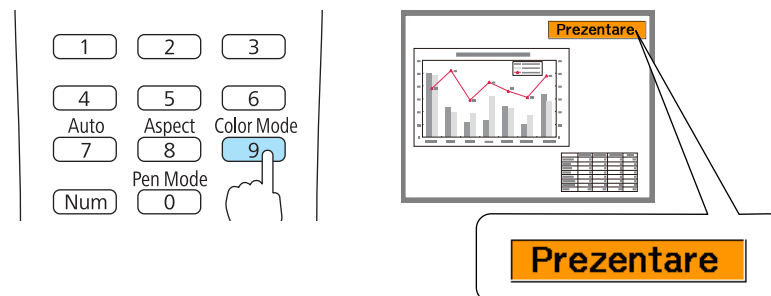 1 2 3
4 5 6
Auto Aspect Color Mode
7 8 9
Pen Mode
Num 0
Prezentare
Prezentare